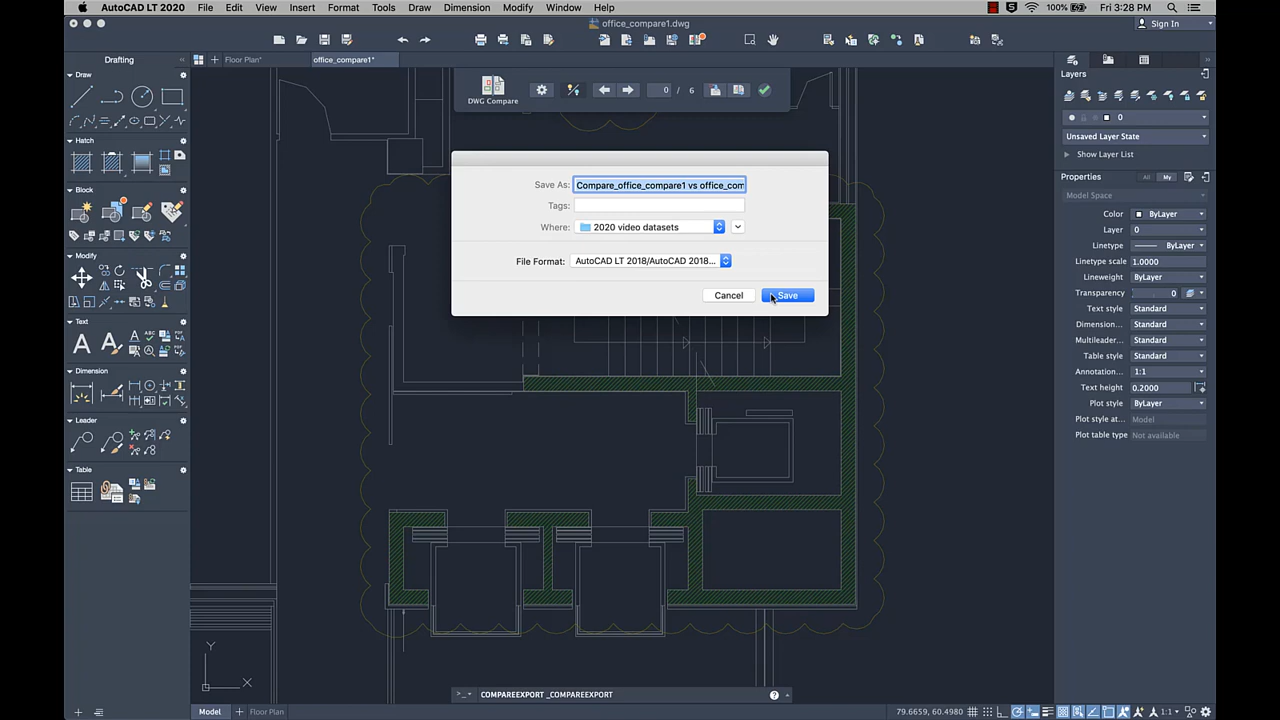 AutoCAD LT 2020 File Edit View Insert Format Tools Draw Dimension Modify Window Help 100% Fri 3:28 PM
office_compare1.dwg Sign In
Floor Plan* office_compare1*
Drafting
Draw
Hatch
Block
Modify
Text
Dimension
Leader
Table
DWG Compare
0 / 6
Save As: Compare_office_compare1 vs office_com
Tags:
Where: 2020 video datasets
File Format: AutoCAD LT 2018/AutoCAD 2018...
Cancel Save
Layers
0
Unsaved Layer State
Show Layer List
Properties All My
Model Space
Color ByLayer
Layer 0
Linetype ByLayer
Linetype scale 1.0000
Lineweight ByLayer
Transparency 0
Text style Standard
Dimension... Standard
Multileader... Standard
Table style Standard
Annotation... 1:1
Text height 0.2000
Plot style ByLayer
Plot style at... Model
Plot table type Not available
Y
X
COMPAREEXPORT _COMPAREEXPORT
Model Floor Plan 79.6659, 60.4980 1:1